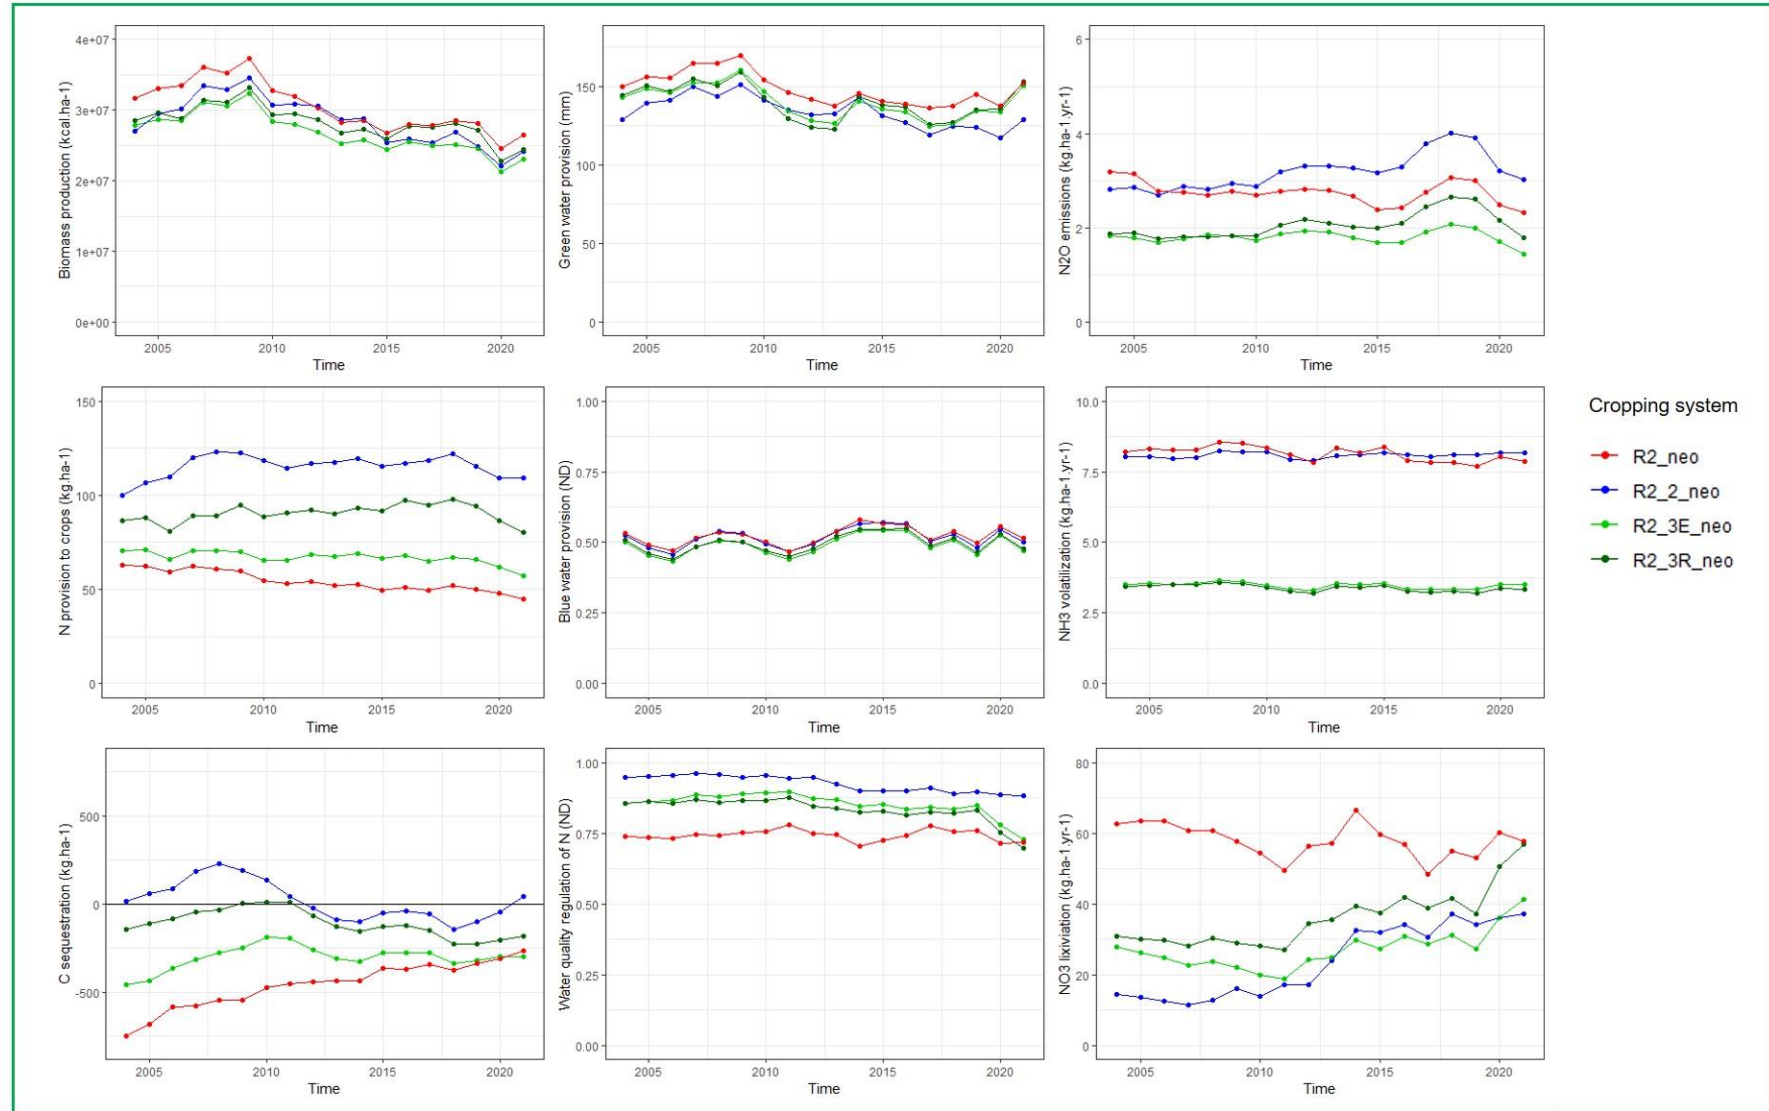 Biomass production (kcal.ha-1)
4e+07
3e+07
2e+07
1e+07
0e+00
2005 2010 2015 2020
Time
Green water provision (mm)
150
100
50
0
2005 2010 2015 2020
Time
N2O emissions (kg.ha-1.yr-1)
6
4
2
0
2005 2010 2015 2020
Time
N provision to crops (kg.ha-1)
150
100
50
0
2005 2010 2015 2020
Time
Blue water provision (ND)
1.00
0.75
0.50
0.25
0.00
2005 2010 2015 2020
Time
NH3 volatilization (kg.ha-1.yr-1)
10.0
7.5
5.0
2.5
0.0
2005 2010 2015 2020
Time
Cropping system
R2_neo
R2_2_neo
R2_3E_neo
R2_3R_neo
C sequestration (kg.ha-1)
500
0
-500
2005 2010 2015 2020
Time
Water quality regulation of N (ND)
1.00
0.75
0.50
0.25
0.00
2005 2010 2015 2020
Time
NO3 lixiviation (kg.ha-1.yr-1)
80
60
40
20
0
2005 2010 2015 2020
Time